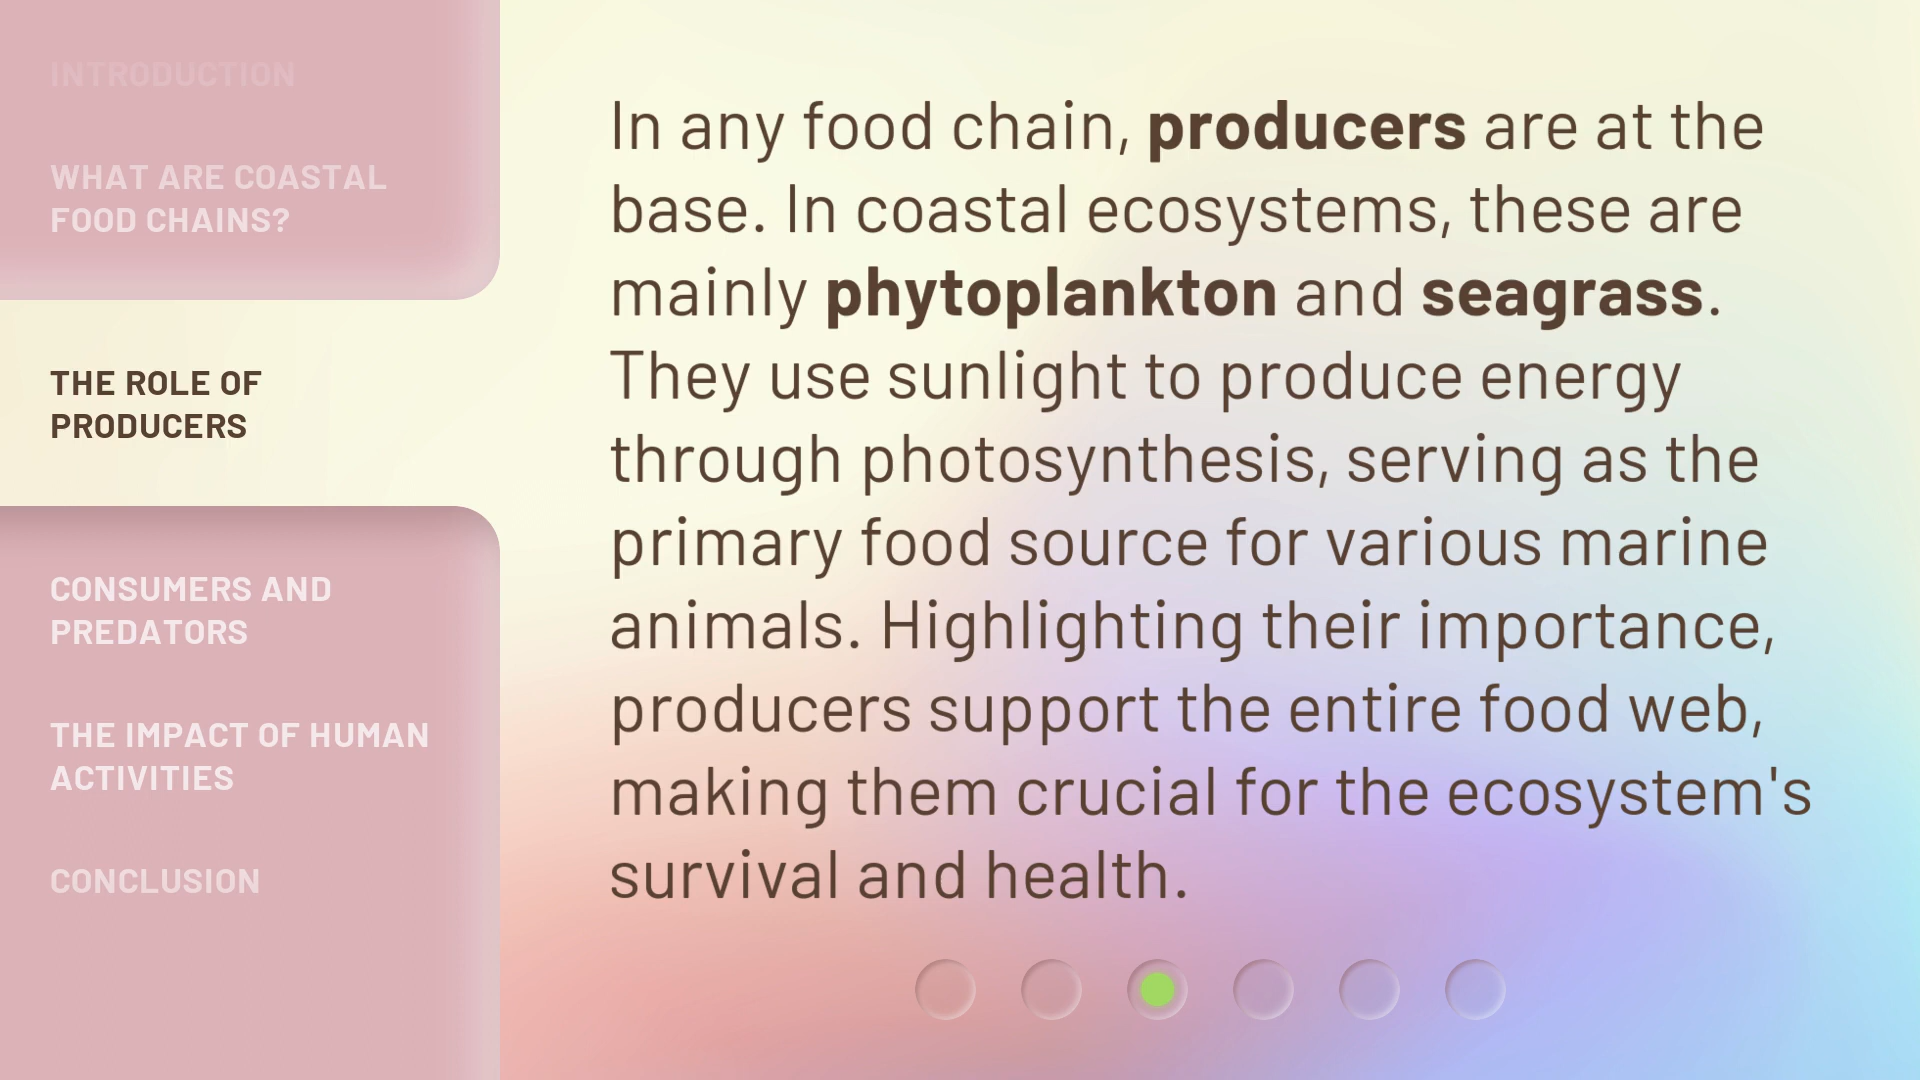 INTRODUCTION
WHAT ARE COASTAL
FOOD CHAINS?
THE ROLE OF
PRODUCERS
CONSUMERS AND
PREDATORS
THE IMPACT OF HUMAN
ACTIVITIES
CONCLUSION
In any food chain, producers are at the
base. In coastal ecosystems, these are
mainly phytoplankton and seagrass.
They use sunlight to produce energy
through photosynthesis, serving as the
primary food source for various marine
animals. Highlighting their importance,
producers support the entire food web,
making them crucial for the ecosystem's
survival and health.